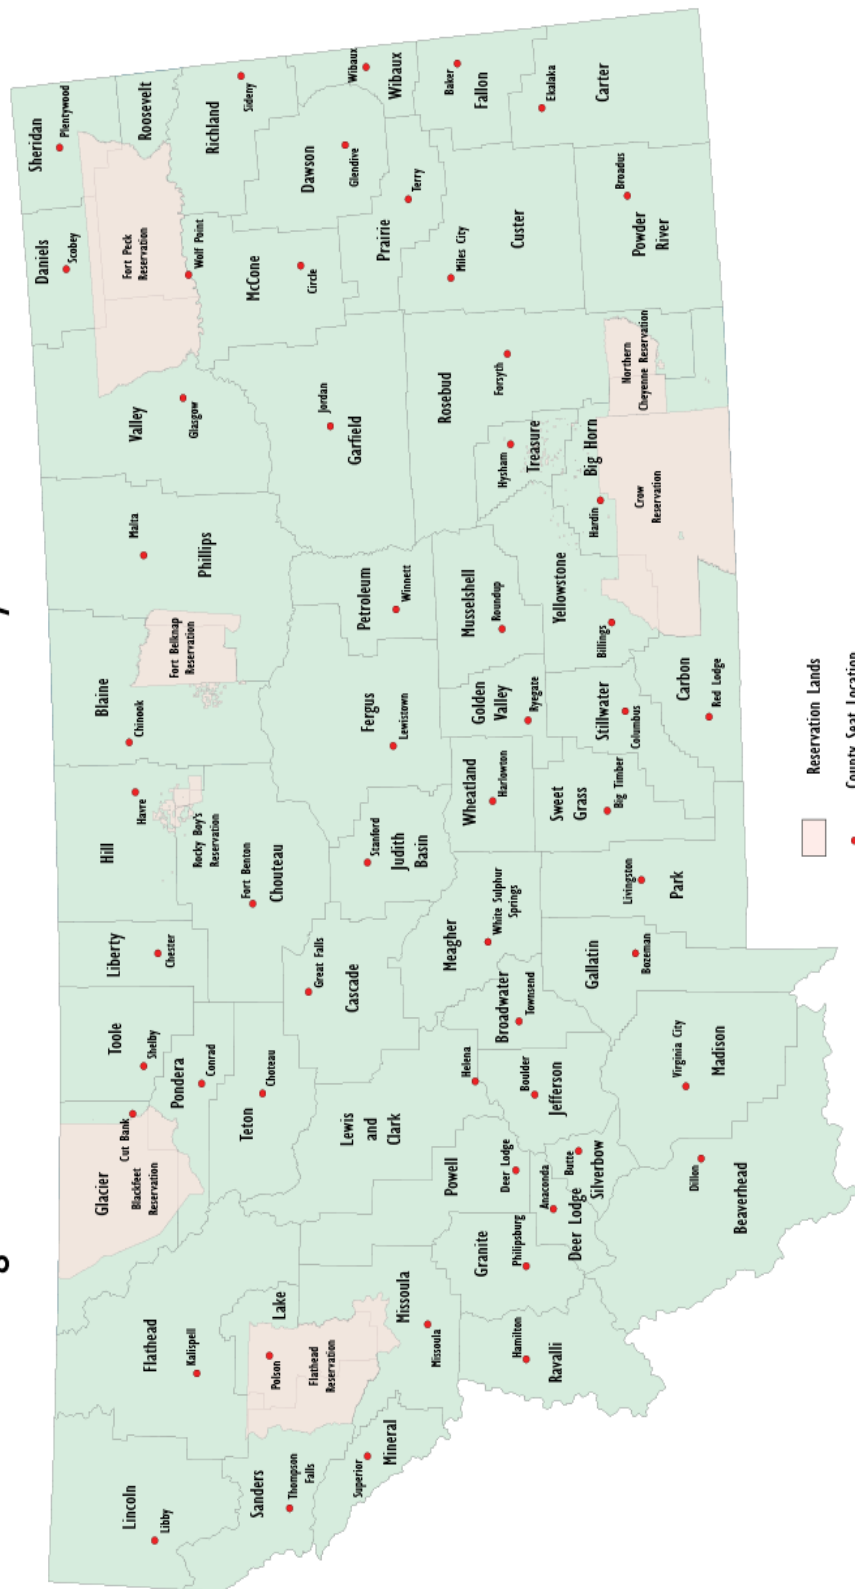 Lincoln
Libby
Flathead
Kalispell
Sanders
Thompson
Falls
Lake
Polson
Flathead
Reservation
Mineral
Superior
Missoula
Missoula
Ravalli
Hamilton
Granite
Philipsburg
Powell
Deer Lodge
Deer Lodge
Anaconda
Silverbow
Butte
Beaverhead
Dillon
Madison
Virginia City
Jefferson
Boulder
Lewis
and
Clark
Helena
Glacier
Cut Bank
Blackfeet
Reservation
Toole
Shelby
Pondera
Conrad
Teton
Choteau
Liberty
Chester
Hill
Havre
Rocky Boy's
Reservation
Chouteau
Fort Benton
Cascade
Great Falls
Judith
Basin
Stanford
Meagher
White Sulphur
Springs
Broadwater
Townsend
Gallatin
Bozeman
Park
Livingston
Wheatland
Harlowton
Sweet
Grass
Big Timber
Blaine
Chinook
Fort Belknap
Reservation
Phillips
Malta
Fergus
Lewistown
Petroleum
Winnett
Golden
Valley
Ryegate
Musselshell
Roundup
Stillwater
Columbus
Carbon
Red Lodge
Yellowstone
Billings
Valley
Glasgow
Garfield
Jordan
Rosebud
Forsyth
Treasure
Hysham
Big Horn
Hardin
Crow
Reservation
Northern
Cheyenne Reservation
Daniels
Scobey
Sheridan
Plentywood
Fort Peck
Reservation
Roosevelt
Wolf Point
Richland
Sideny
McCone
Circle
Dawson
Glendive
Wibaux
Wibaux
Prairie
Terry
Fallon
Baker
Custer
Miles City
Powder
River
Broadus
Carter
Ekalaka
Reservation Lands
County Seat Location